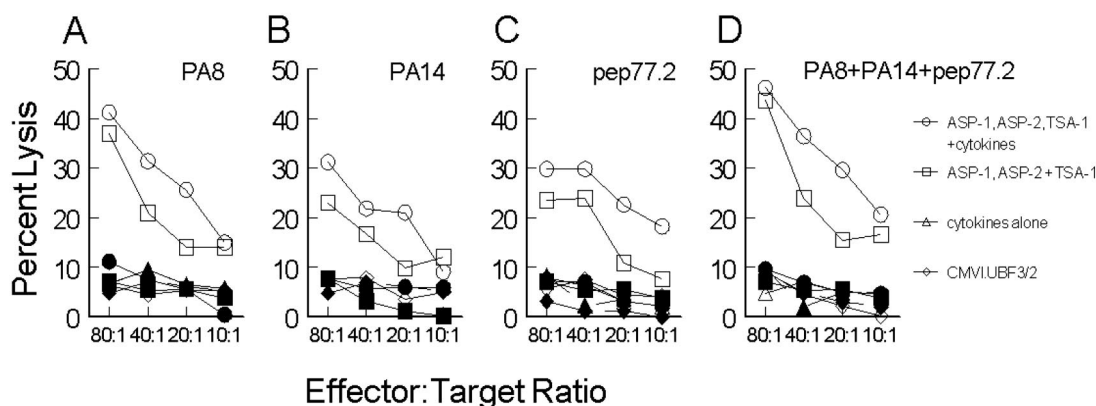 A
B
C
D
PA8
PA14
pep77.2
PA8+PA14+pep77.2
Percent Lysis
50
40
30
20
10
0
80:1 40:1 20:1 10:1
50
40
30
20
10
0
80:1 40:1 20:1 10:1
50
40
30
20
10
0
80:1 40:1 20:1 10:1
50
40
30
20
10
0
80:1 40:1 20:1 10:1
ASP-1,ASP-2,TSA-1
+cytokines
ASP-1,ASP-2+TSA-1
cytokines alone
CMVI.UBF3/2
Effector:Target Ratio